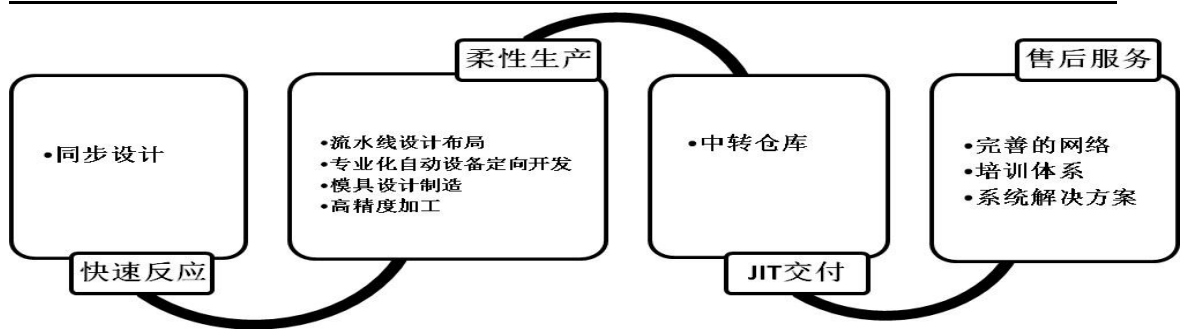 快速反应
•同步设计
柔性生产
•流水线设计布局
•专业化自动设备定向开发
•模具设计制造
•高精度加工
JIT交付
•中转仓库
售后服务
•完善的网络
•培训体系
•系统解决方案